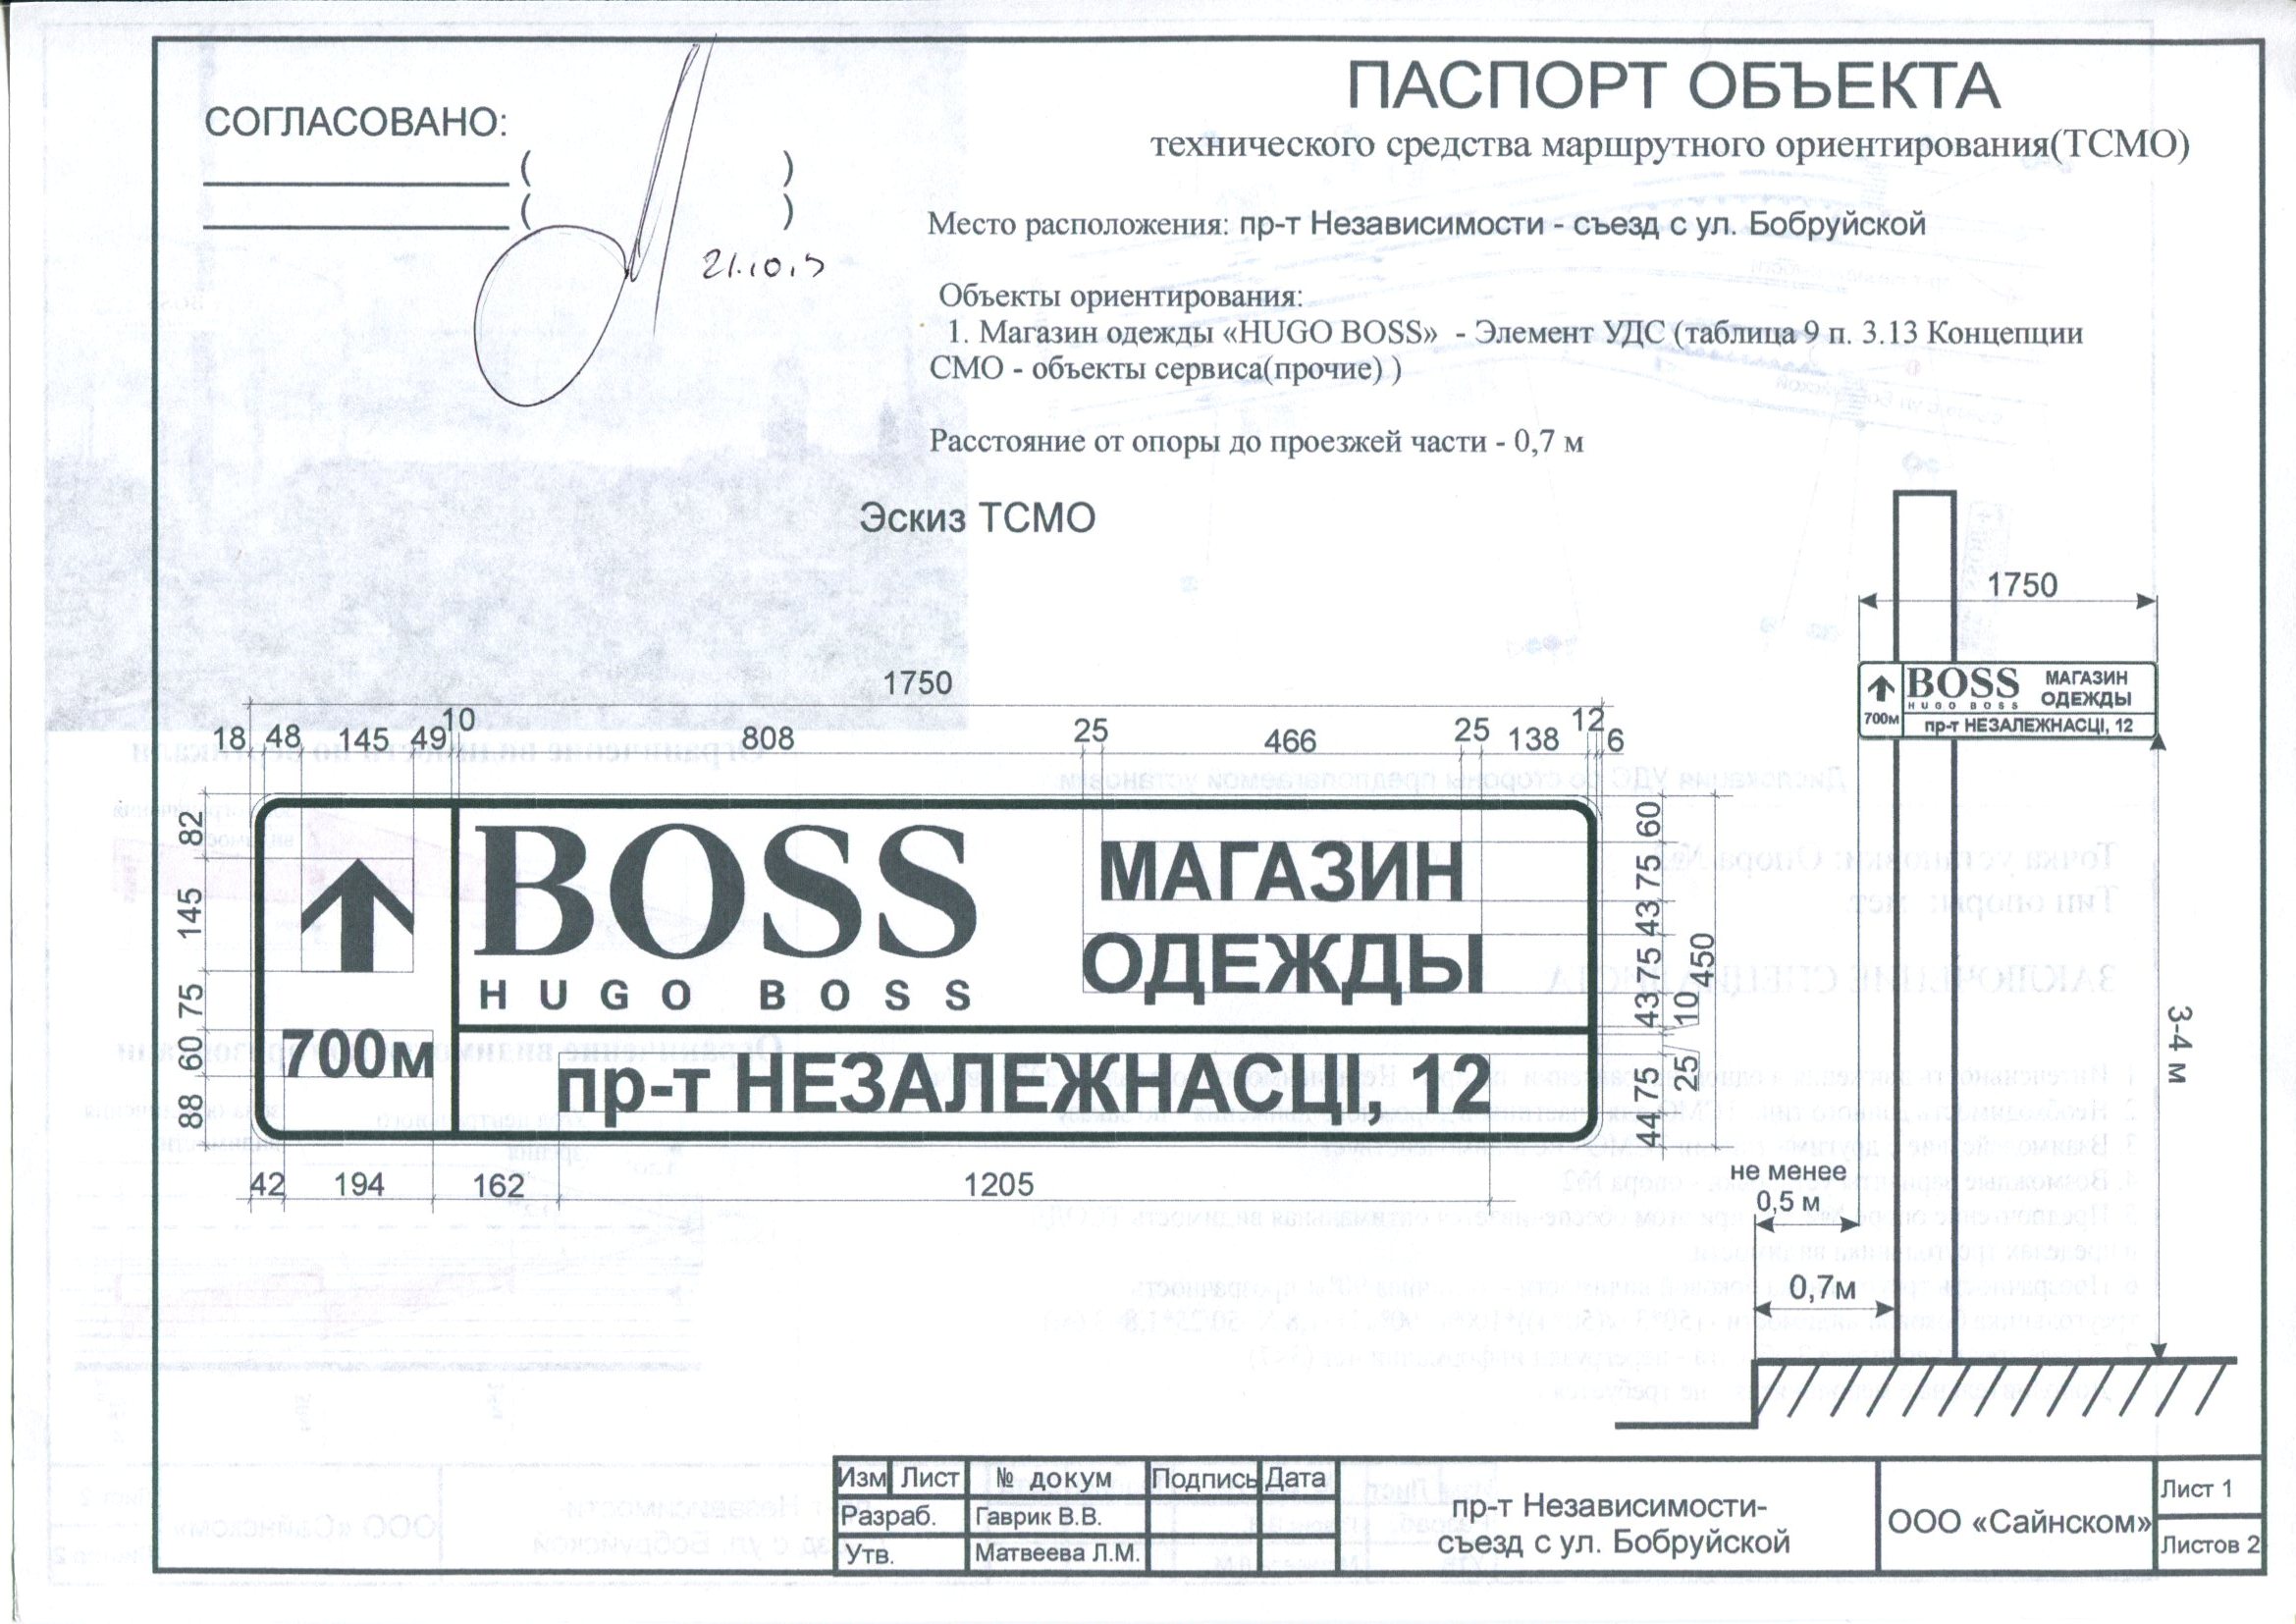 СОГЛАСОВАНО:
( )
( )
21.10.
ПАСПОРТ ОБЪЕКТА
технического средства маршрутного ориентирования(ТСМО)
Место расположения: пр-т Независимости - съезд с ул. Бобруйской
Объекты ориентирования:
1. Магазин одежды «HUGO BOSS» - Элемент УДС (таблица 9 п. 3.13 Концепции
СМО - объекты сервиса(прочие) )
Расстояние от опоры до проезжей части - 0,7 м
Эскиз ТСМО
1750
18 48 145 49 10 808 25 466 25 138 12 6
82 145 75 60 88
BOSS
HUGO BOSS
МАГАЗИН
ОДЕЖДЫ
700м
пр-т НЕЗАЛЕЖНАСЦІ, 12
42 194 162 1205
60 75 43 75 43 10 25 75 44
450
1750
BOSS
HUGO BOSS
МАГАЗИН
ОДЕЖДЫ
700м
пр-т НЕЗАЛЕЖНАСЦІ, 12
3-4 м
не менее
0,5 м
0,7м
Изм Лист № докум Подпись Дата
Разраб. Гаврик В.В.
Утв. Матвеева Л.М.
пр-т Независимости-
съезд с ул. Бобруйской
ООО «Сайнском»
Лист 1
Листов 2